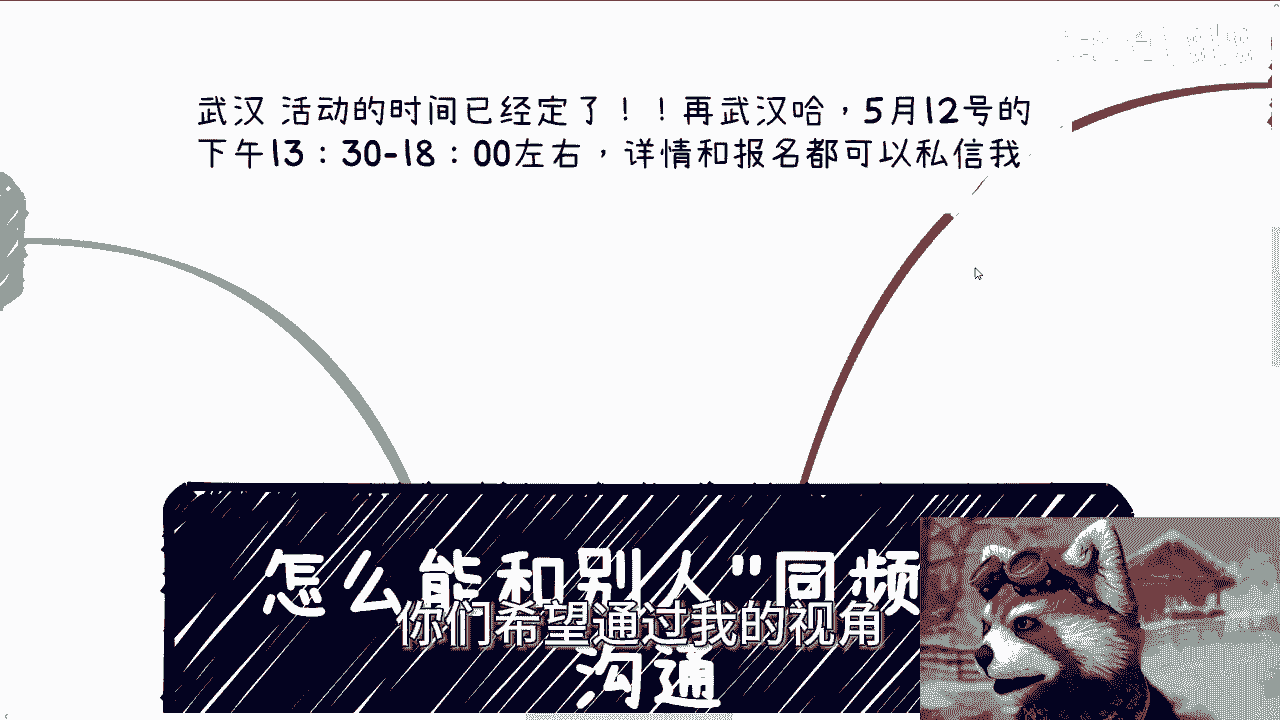 武汉 活动的时间已经定了！！再武汉哈，5月12号的
下午13：30-18：00左右，详情和报名都可以私信我
怎么能和别人"同频
你们希望通过我的视角
沟通